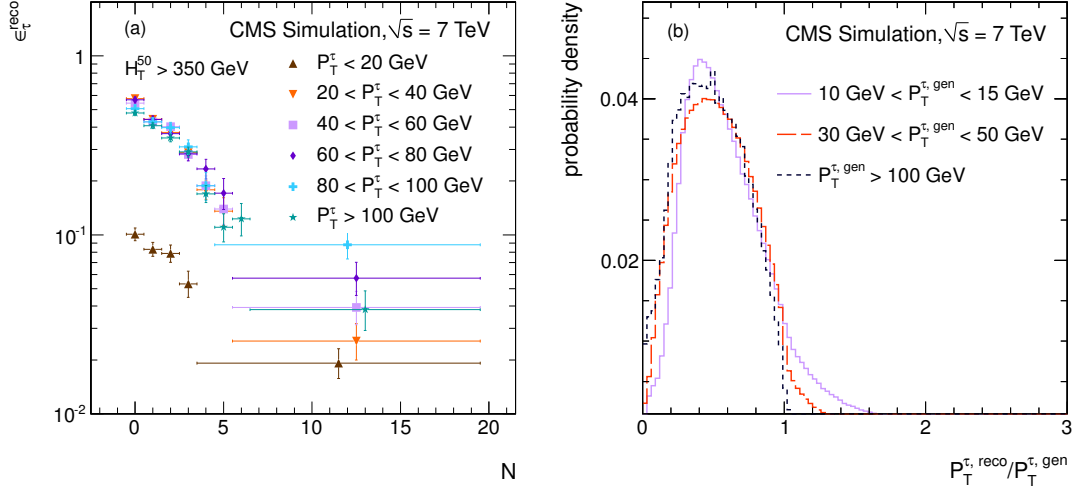 ϵ_τ^reco
(a)
CMS Simulation, √s = 7 TeV
H_T^50 > 350 GeV
P_T^τ < 20 GeV
20 < P_T^τ < 40 GeV
40 < P_T^τ < 60 GeV
60 < P_T^τ < 80 GeV
80 < P_T^τ < 100 GeV
P_T^τ > 100 GeV
1
10^-1
10^-2
0 5 10 15 20
N
probability density
(b)
CMS Simulation, √s = 7 TeV
10 GeV < P_T^τ, gen < 15 GeV
30 GeV < P_T^τ, gen < 50 GeV
P_T^τ, gen > 100 GeV
0.04
0.02
0 1 2 3
P_T^τ, reco/P_T^τ, gen